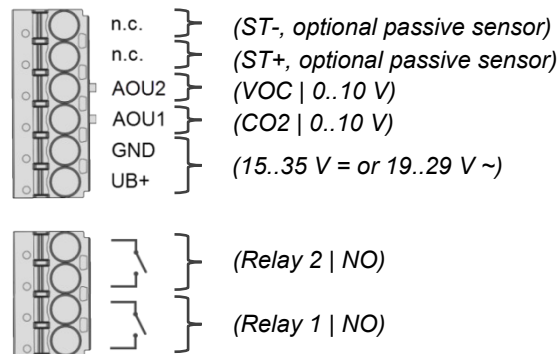 n.c. (ST-, optional passive sensor)
n.c. (ST+, optional passive sensor)
AOU2 (VOC | 0..10 V)
AOU1 (CO2 | 0..10 V)
GND
(15..35 V = or 19..29 V ~)
UB+
(Relay 2 | NO)
(Relay 1 | NO)